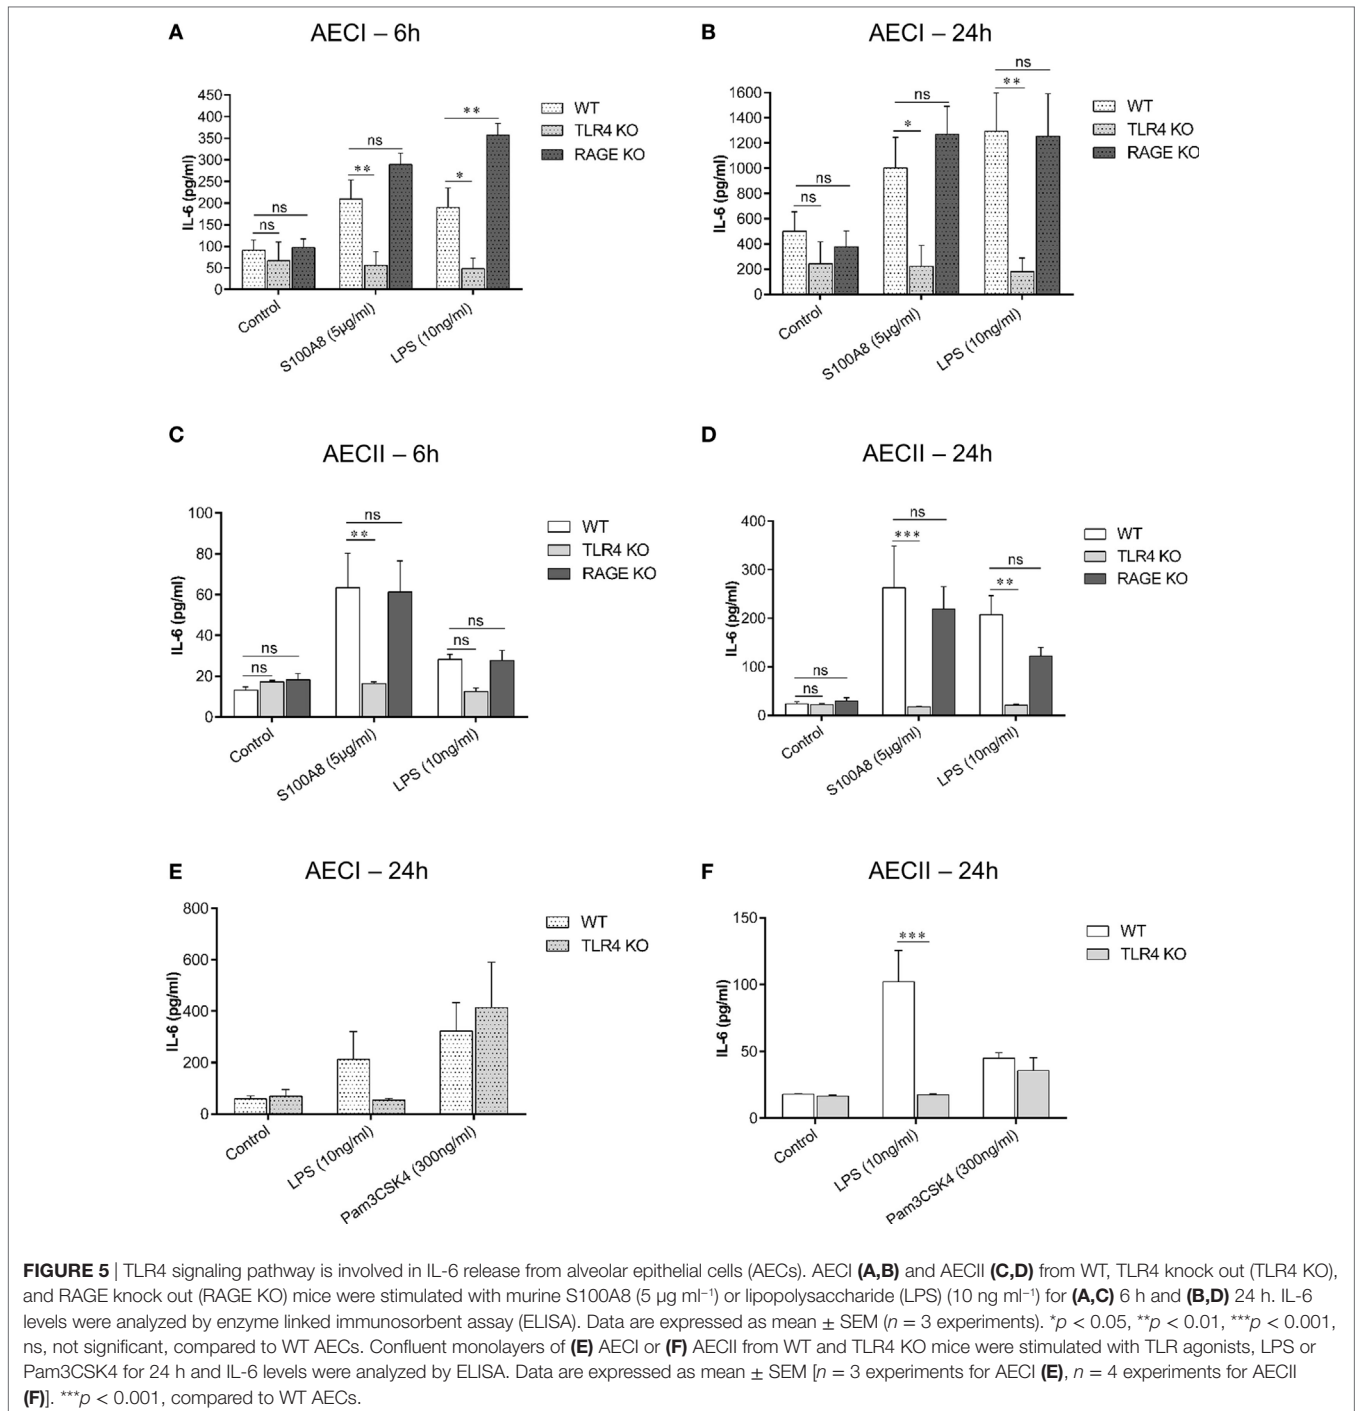 A
AECI – 6h
IL-6 (pg/ml)
450
400
350
300
250
200
150
100
50
0
ns
ns
ns
**
**
*
Control
S100A8 (5µg/ml)
LPS (10ng/ml)
WT
TLR4 KO
RAGE KO
B
AECI – 24h
IL-6 (pg/ml)
1600
1400
1200
1000
800
600
400
200
0
ns
ns
ns
*
ns
**
Control
S100A8 (5µg/ml)
LPS (10ng/ml)
WT
TLR4 KO
RAGE KO
C
AECII – 6h
IL-6 (pg/ml)
100
80
60
40
20
0
ns
ns
ns
**
ns
ns
Control
S100A8 (5µg/ml)
LPS (10ng/ml)
WT
TLR4 KO
RAGE KO
D
AECII – 24h
IL-6 (pg/ml)
400
300
200
100
0
ns
ns
ns
***
ns
**
Control
S100A8 (5µg/ml)
LPS (10ng/ml)
WT
TLR4 KO
RAGE KO
E
AECI – 24h
IL-6 (pg/ml)
800
600
400
200
0
Control
LPS (10ng/ml)
Pam3CSK4 (300ng/ml)
WT
TLR4 KO
F
AECII – 24h
IL-6 (pg/ml)
150
100
50
0
***
Control
LPS (10ng/ml)
Pam3CSK4 (300ng/ml)
WT
TLR4 KO
FIGURE 5 | TLR4 signaling pathway is involved in IL-6 release from alveolar epithelial cells (AECs). AECI (A,B) and AECII (C,D) from WT, TLR4 knock out (TLR4 KO),
and RAGE knock out (RAGE KO) mice were stimulated with murine S100A8 (5 µg ml⁻¹) or lipopolysaccharide (LPS) (10 ng ml⁻¹) for (A,C) 6 h and (B,D) 24 h. IL-6
levels were analyzed by enzyme linked immunosorbent assay (ELISA). Data are expressed as mean ± SEM (n = 3 experiments). *p < 0.05, **p < 0.01, ***p < 0.001,
ns, not significant, compared to WT AECs. Confluent monolayers of (E) AECI or (F) AECII from WT and TLR4 KO mice were stimulated with TLR agonists, LPS or
Pam3CSK4 for 24 h and IL-6 levels were analyzed by ELISA. Data are expressed as mean ± SEM [n = 3 experiments for AECI (E), n = 4 experiments for AECII
(F)]. ***p < 0.001, compared to WT AECs.